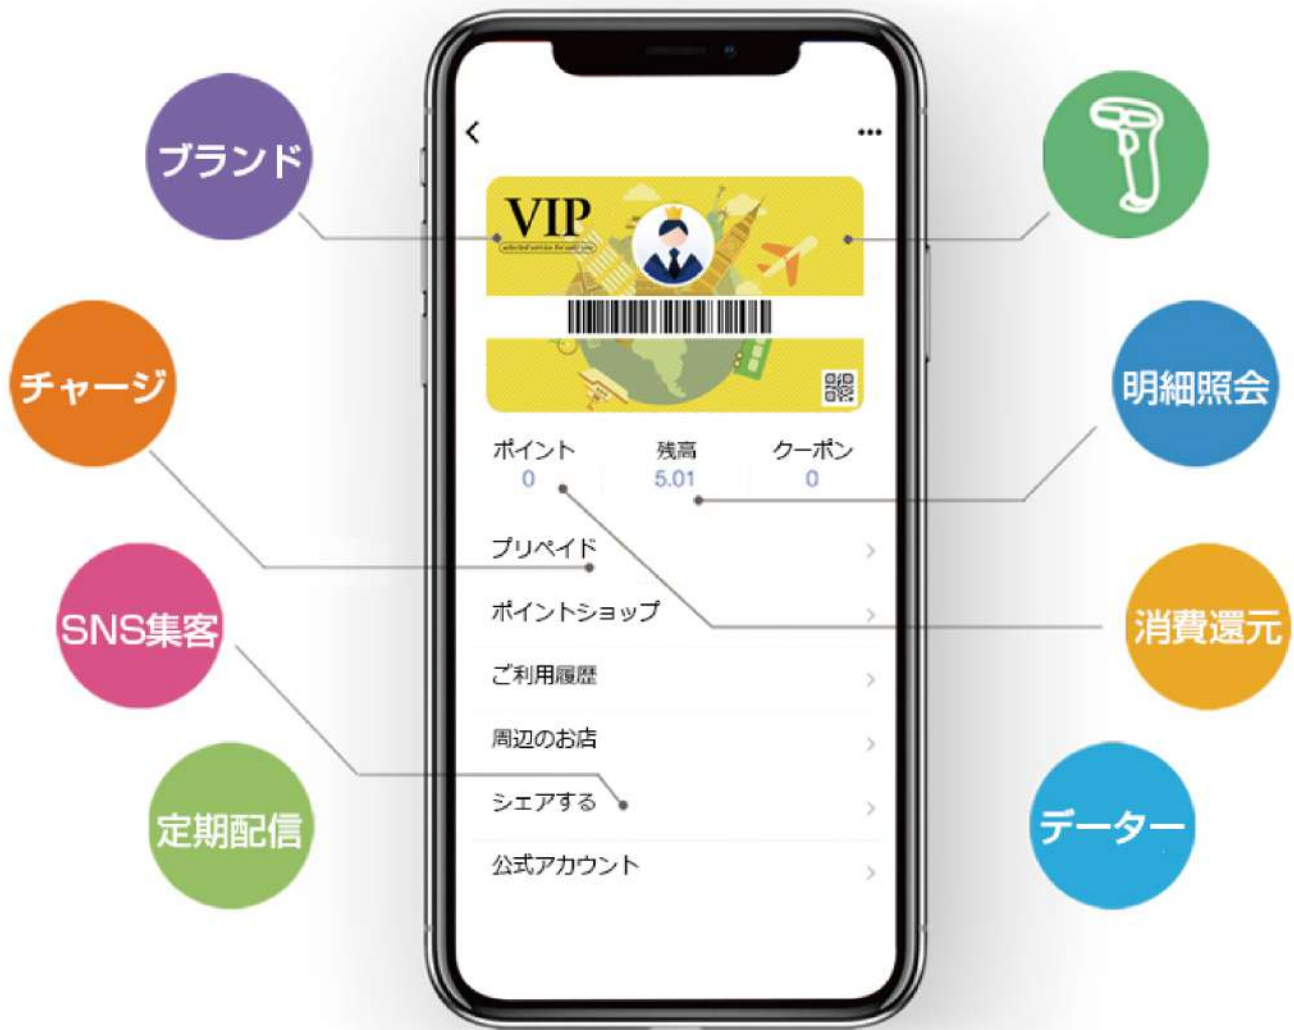 ブランド
VIP
チャージ
明細照会
ポイント
残高
クーポン
0
5.01
0
プリペイド
ポイントショップ
SNS集客
消費還元
ご利用履歴
周辺のお店
シェアする
定期配信
データー
公式アカウント